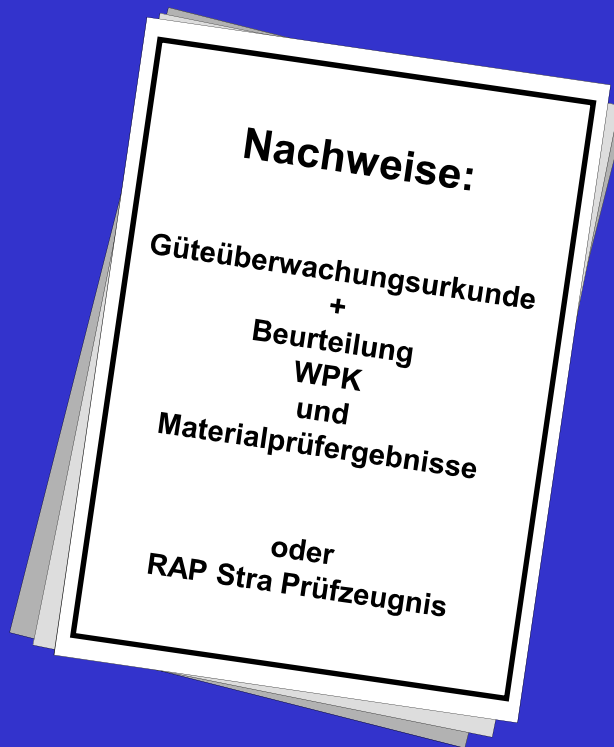 Nachweise:
Güteüberwachungsurkunde
+
Beurteilung
WPK
und
Materialprüfergebnisse
oder
RAP Stra Prüfzeugnis